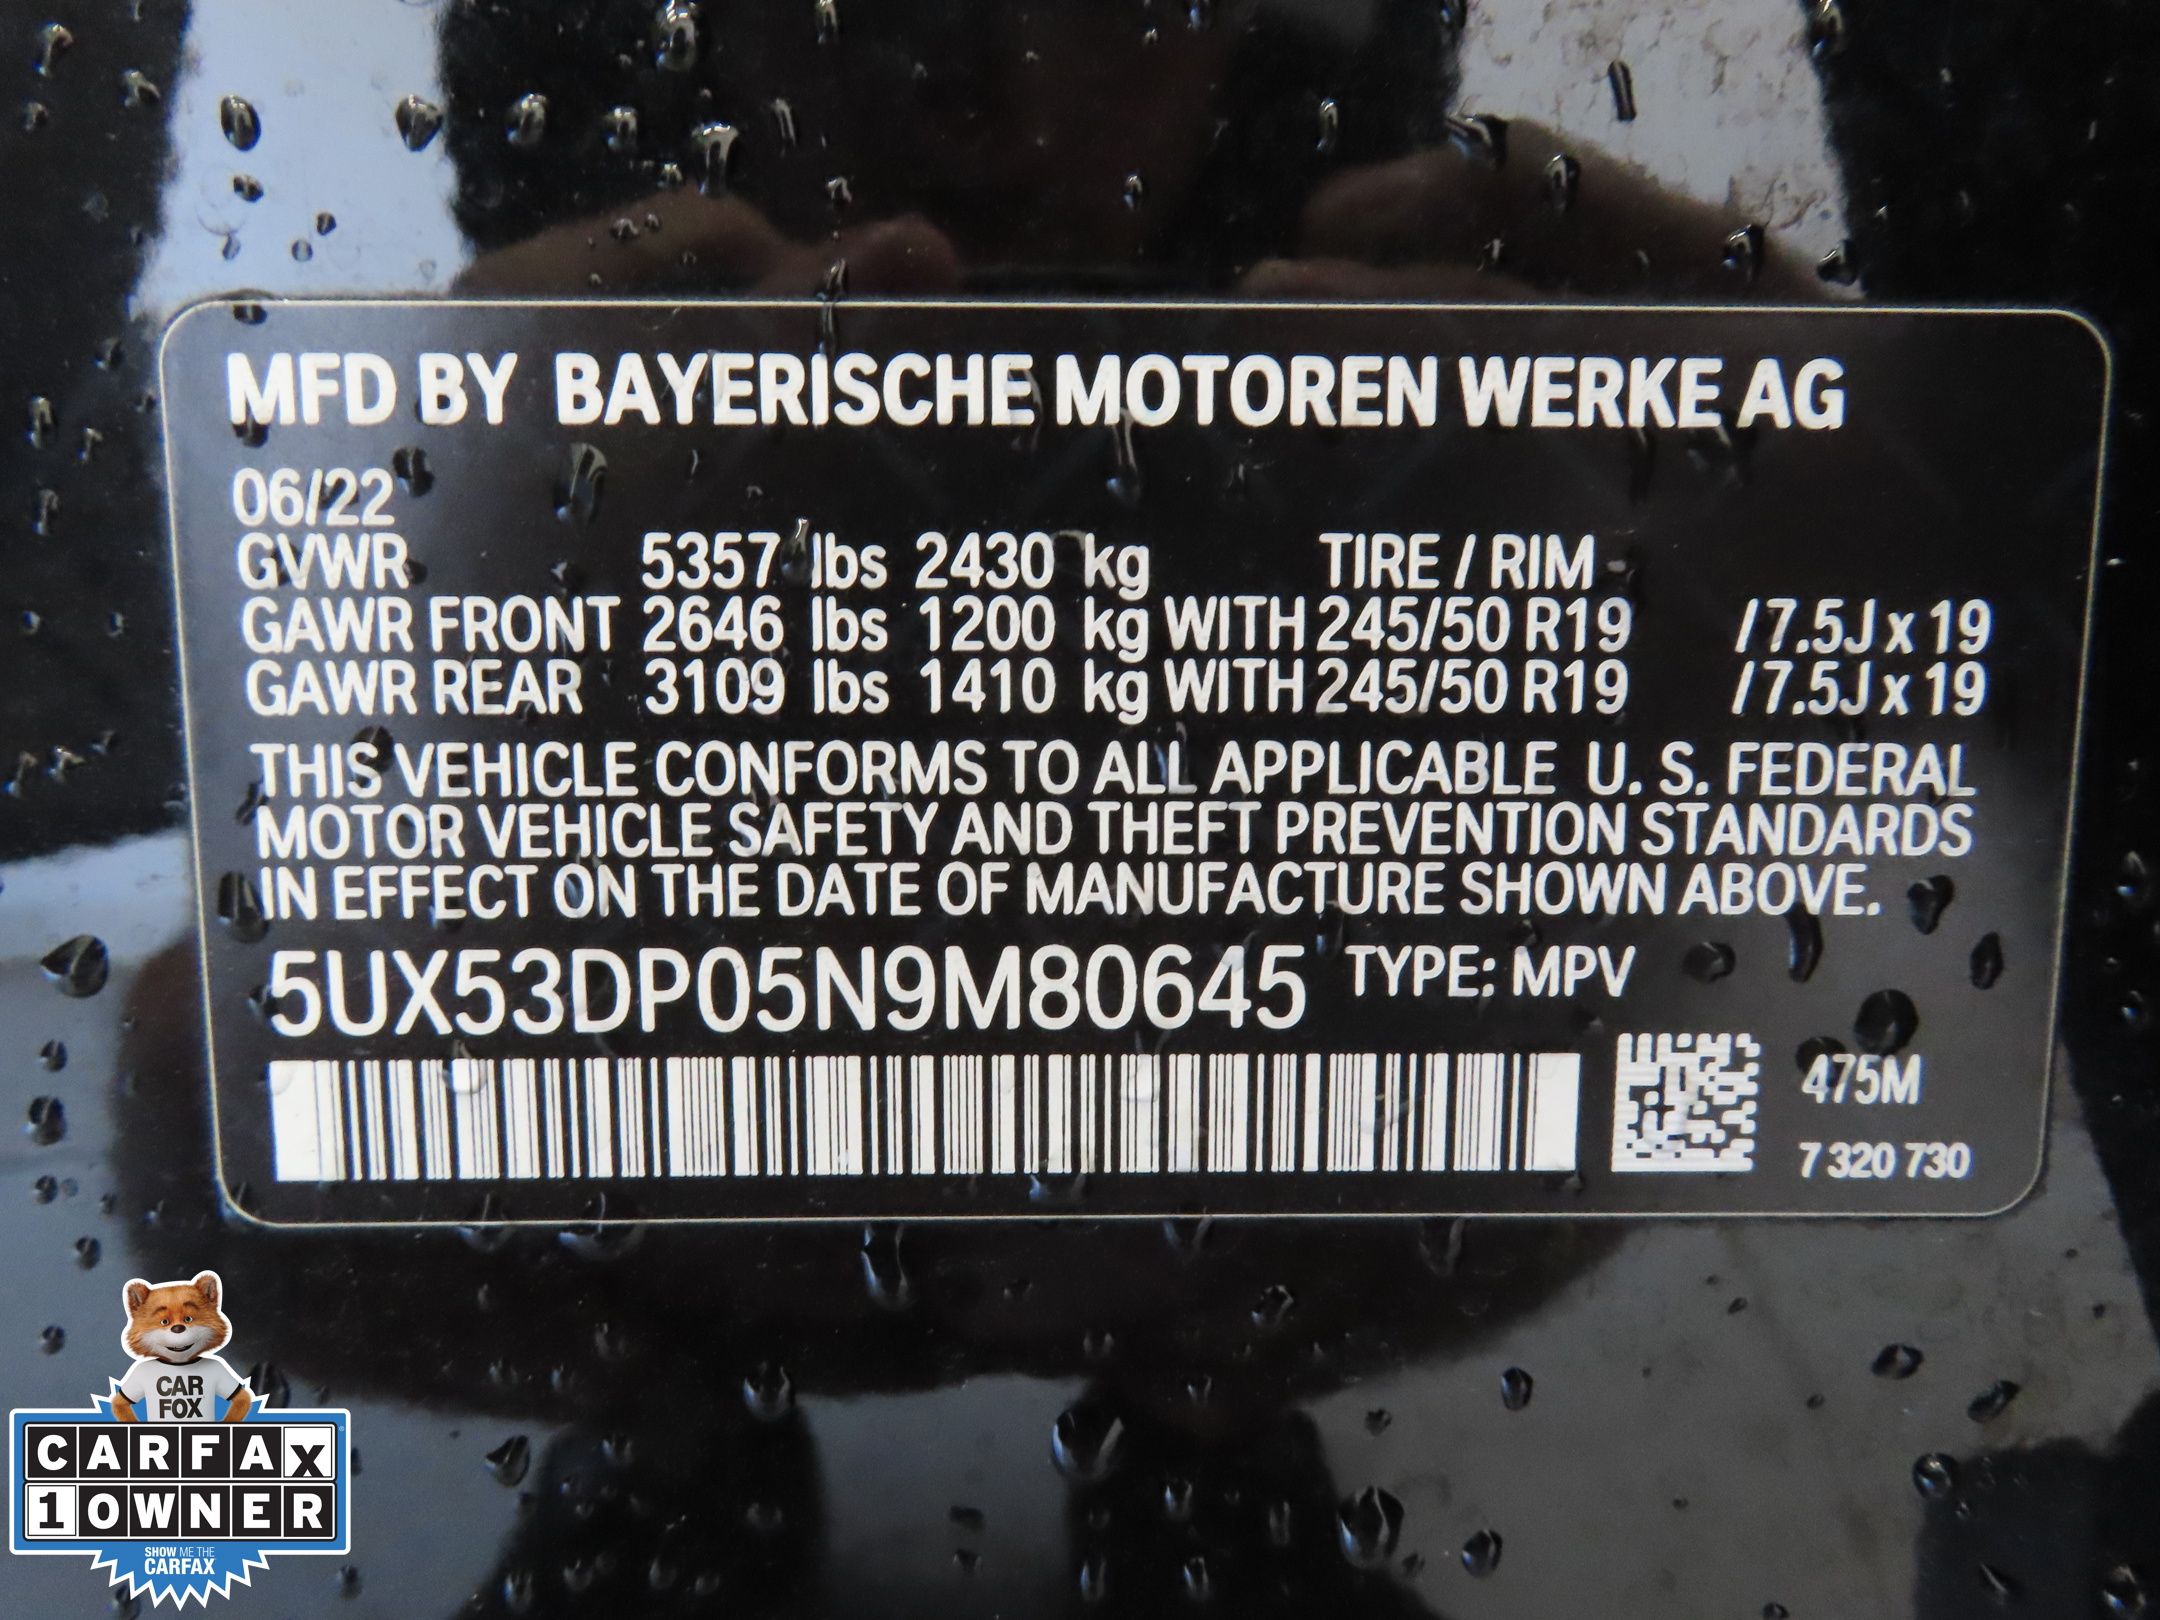 MFD BY BAYERISCHE MOTOREN WERKE AG
06/22
GVWR 5357 lbs 2430 kg TIRE / RIM
GAWR FRONT 2646 lbs 1200 kg WITH 245/50 R19 / 7.5J x 19
GAWR REAR 3109 lbs 1410 kg WITH 245/50 R19 / 7.5J x 19
THIS VEHICLE CONFORMS TO ALL APPLICABLE U. S. FEDERAL
MOTOR VEHICLE SAFETY AND THEFT PREVENTION STANDARDS
IN EFFECT ON THE DATE OF MANUFACTURE SHOWN ABOVE.
5UX53DP05N9M80645 TYPE: MPV
475M
7 320 730
CAR
FOX
CARFAX
1 OWNER
SHOW ME THE
CARFAX